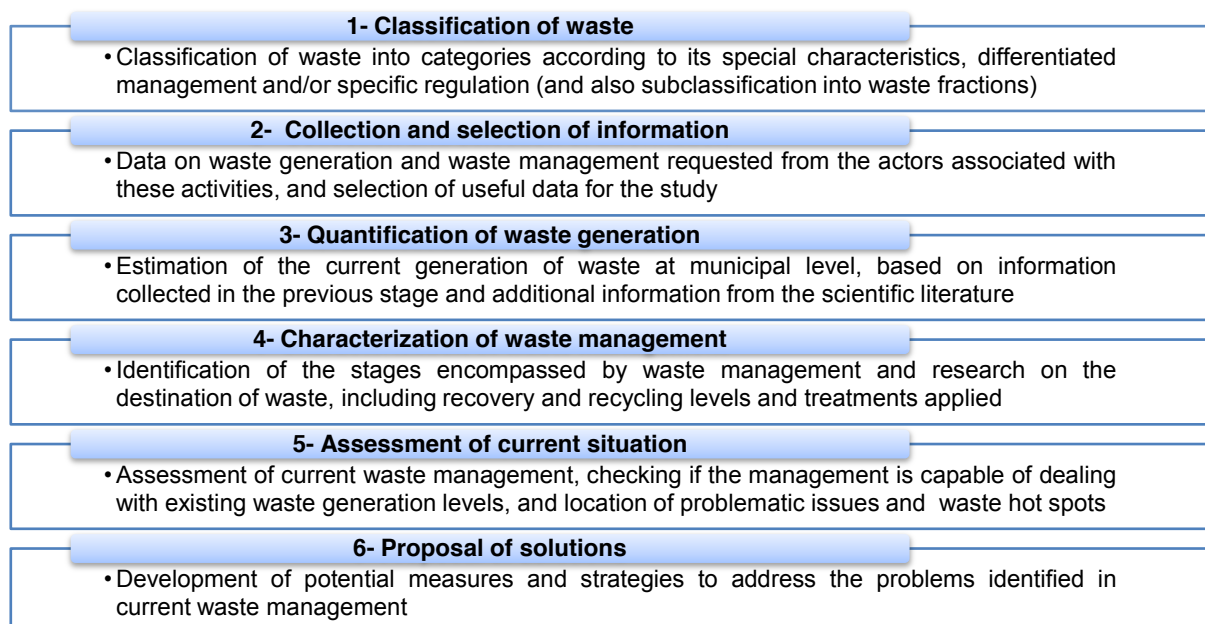 1- Classification of waste
• Classification of waste into categories according to its special characteristics, differentiated
management and/or specific regulation (and also subclassification into waste fractions)
2- Collection and selection of information
• Data on waste generation and waste management requested from the actors associated with
these activities, and selection of useful data for the study
3- Quantification of waste generation
• Estimation of the current generation of waste at municipal level, based on information
collected in the previous stage and additional information from the scientific literature
4- Characterization of waste management
• Identification of the stages encompassed by waste management and research on the
destination of waste, including recovery and recycling levels and treatments applied
5- Assessment of current situation
• Assessment of current waste management, checking if the management is capable of dealing
with existing waste generation levels, and location of problematic issues and waste hot spots
6- Proposal of solutions
• Development of potential measures and strategies to address the problems identified in
current waste management